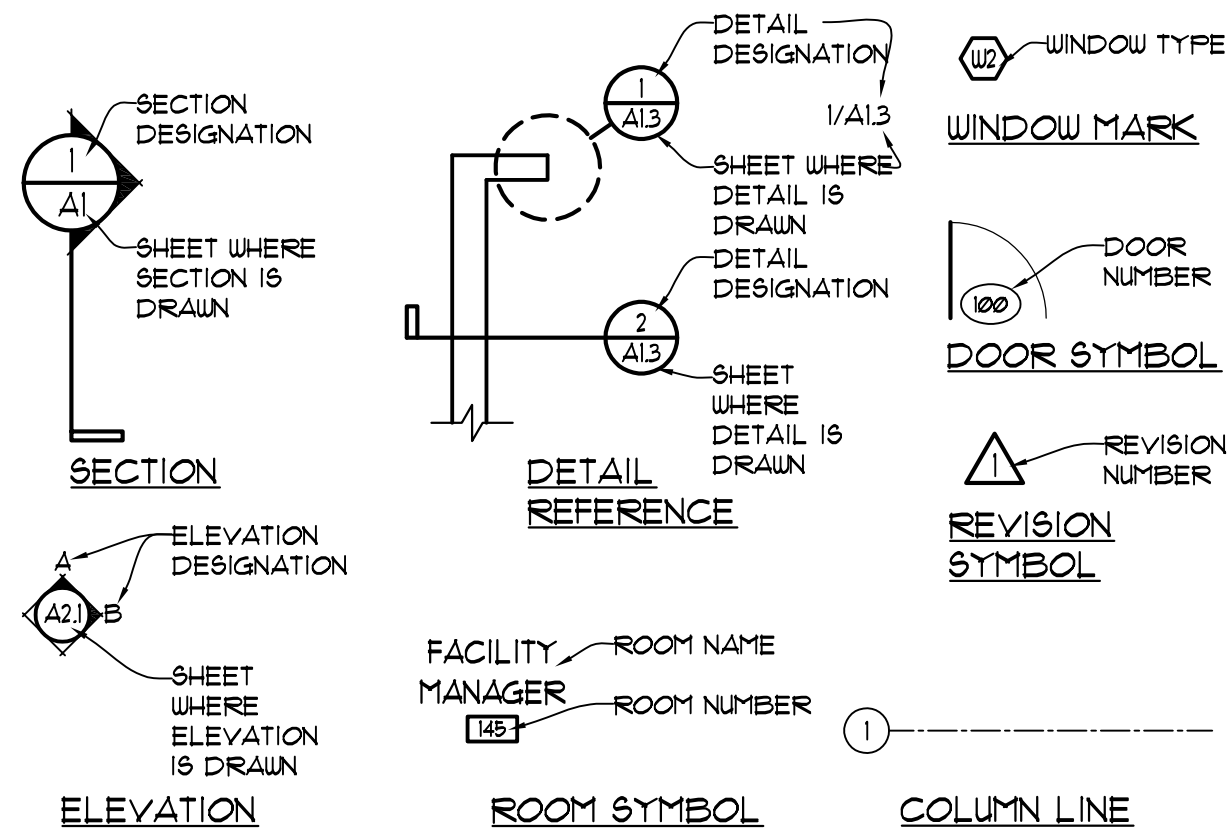 SECTION
DESIGNATION
1
A1
SHEET WHERE
SECTION IS
DRAWN
SECTION
DETAIL
DESIGNATION
1
A1.3
1/A1.3
SHEET WHERE
DETAIL IS
DRAWN
DETAIL
DESIGNATION
2
A1.3
SHEET
WHERE
DETAIL IS
DRAWN
DETAIL
REFERENCE
W2
WINDOW TYPE
WINDOW MARK
DOOR
NUMBER
100
DOOR SYMBOL
1
REVISION
NUMBER
REVISION
SYMBOL
ELEVATION
DESIGNATION
A
A2.1
B
SHEET
WHERE
ELEVATION
IS DRAWN
ELEVATION
FACILITY
MANAGER
145
ROOM NAME
ROOM NUMBER
ROOM SYMBOL
1
COLUMN LINE